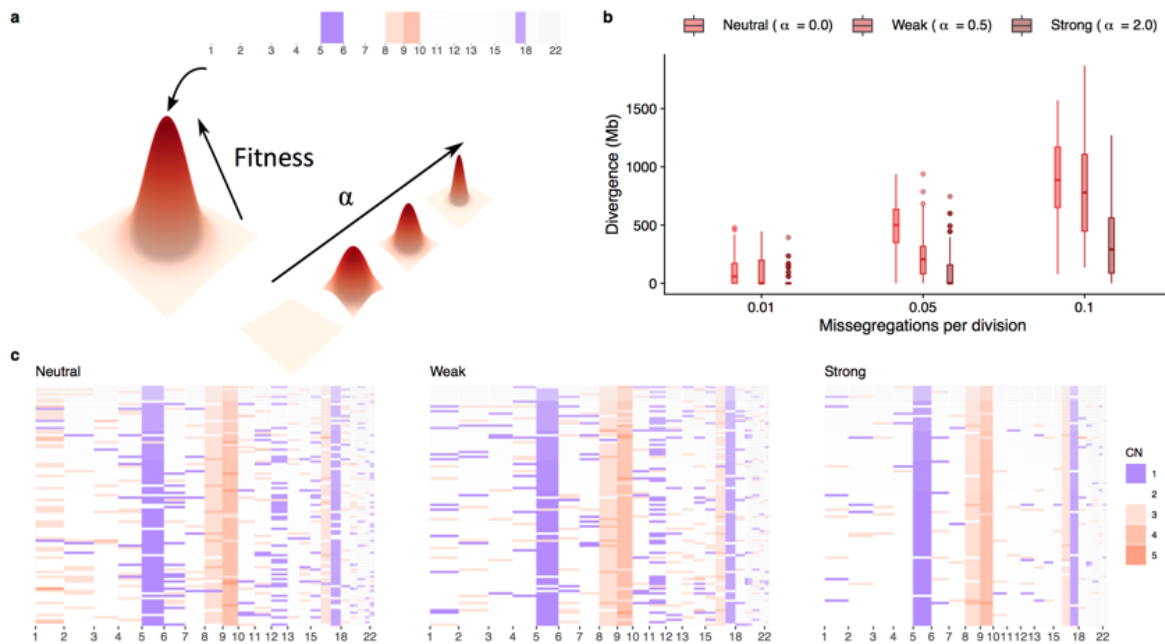 a
1 2 3 4 5 6 7 8 9 10 11 12 13 15 18 22
Fitness
α
b
Neutral ( α = 0.0) Weak ( α = 0.5) Strong ( α = 2.0)
Divergence (Mb)
1500
1000
500
0
0.01 0.05 0.1
Missegregations per division
c
Neutral Weak Strong
1 2 3 4 5 6 7 8 9 10 11 12 13 15 18 22
1 2 3 4 5 6 7 8 9 10 11 12 13 15 18 22
1 2 3 4 5 6 7 8 9 10 11 12 13 15 18 22
CN
1
2
3
4
5